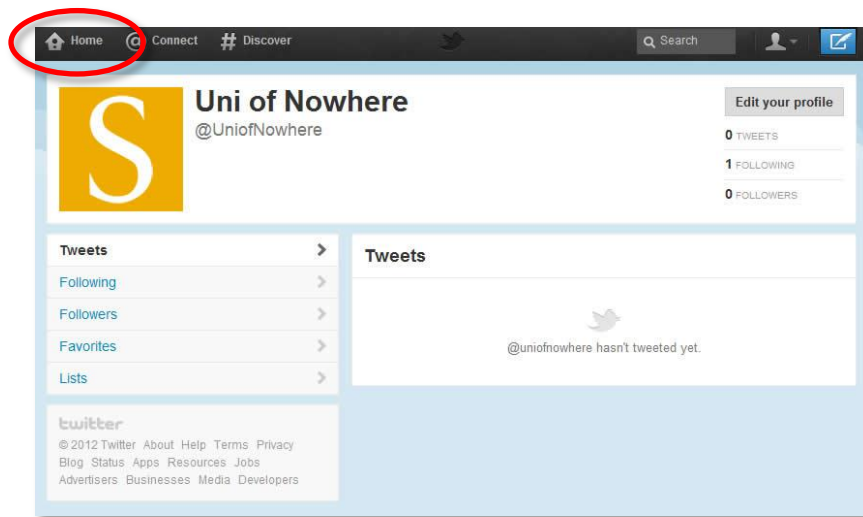 Home @ Connect # Discover Search
S
Uni of Nowhere
@UniofNowhere
Edit your profile
0 TWEETS
1 FOLLOWING
0 FOLLOWERS
Tweets
Following
Followers
Favorites
Lists
Tweets
@uniofnowhere hasn't tweeted yet.
twitter
© 2012 Twitter About Help Terms Privacy
Blog Status Apps Resources Jobs
Advertisers Businesses Media Developers